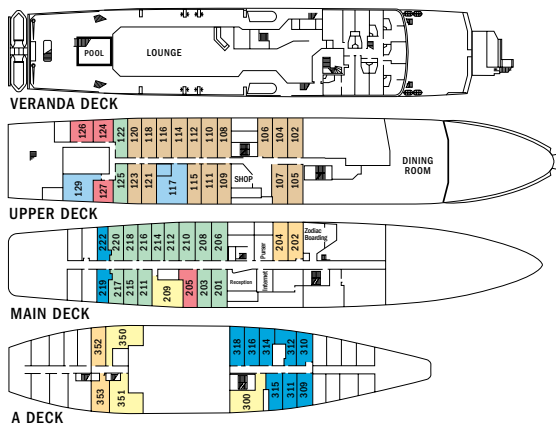 POOL
LOUNGE
VERANDA DECK
126 124 122 120 118 116 114 112 110 108 106 104 102
129 127 125 123 121 117 115 111 109 SHOP 107 105
DINING
ROOM
UPPER DECK
222 220 218 216 214 212 210 208 206 Purser 204 202 Zodiac
Boarding
219 217 215 211 209 205 203 201 Reception Internet
MAIN DECK
352 350 318 316 314 312 310
353 351 300 315 311 309
A DECK